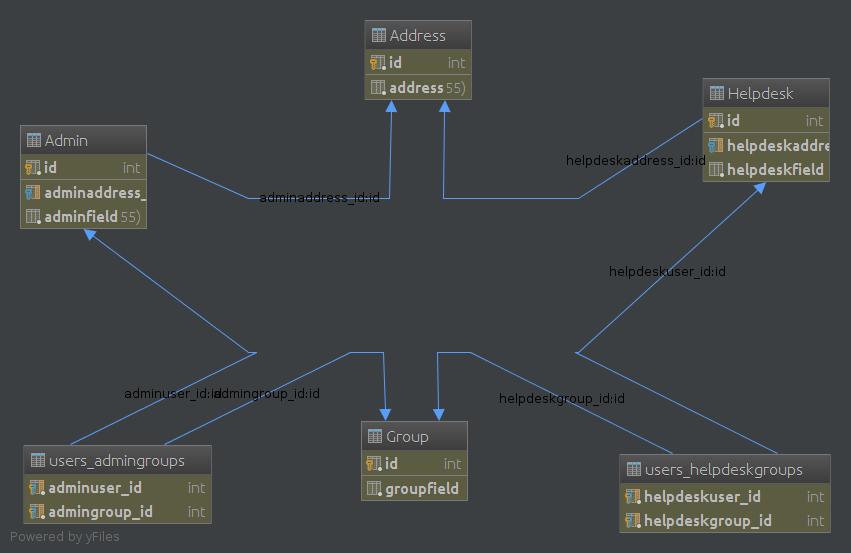 Address
id int
address 55)
Helpdesk
id int
helpdeskaddre
helpdeskfield
Admin
id int
adminaddress_
adminfield 55)
helpdeskaddress_id:id
adminaddress_id:id
helpdeskuser_id:id
adminuser_id:id
admingroup_id:id
helpdeskgroup_id:id
Group
id int
groupfield
users_admingroups
adminuser_id int
admingroup_id int
users_helpdeskgroups
helpdeskuser_id int
helpdeskgroup_id int
Powered by yFiles